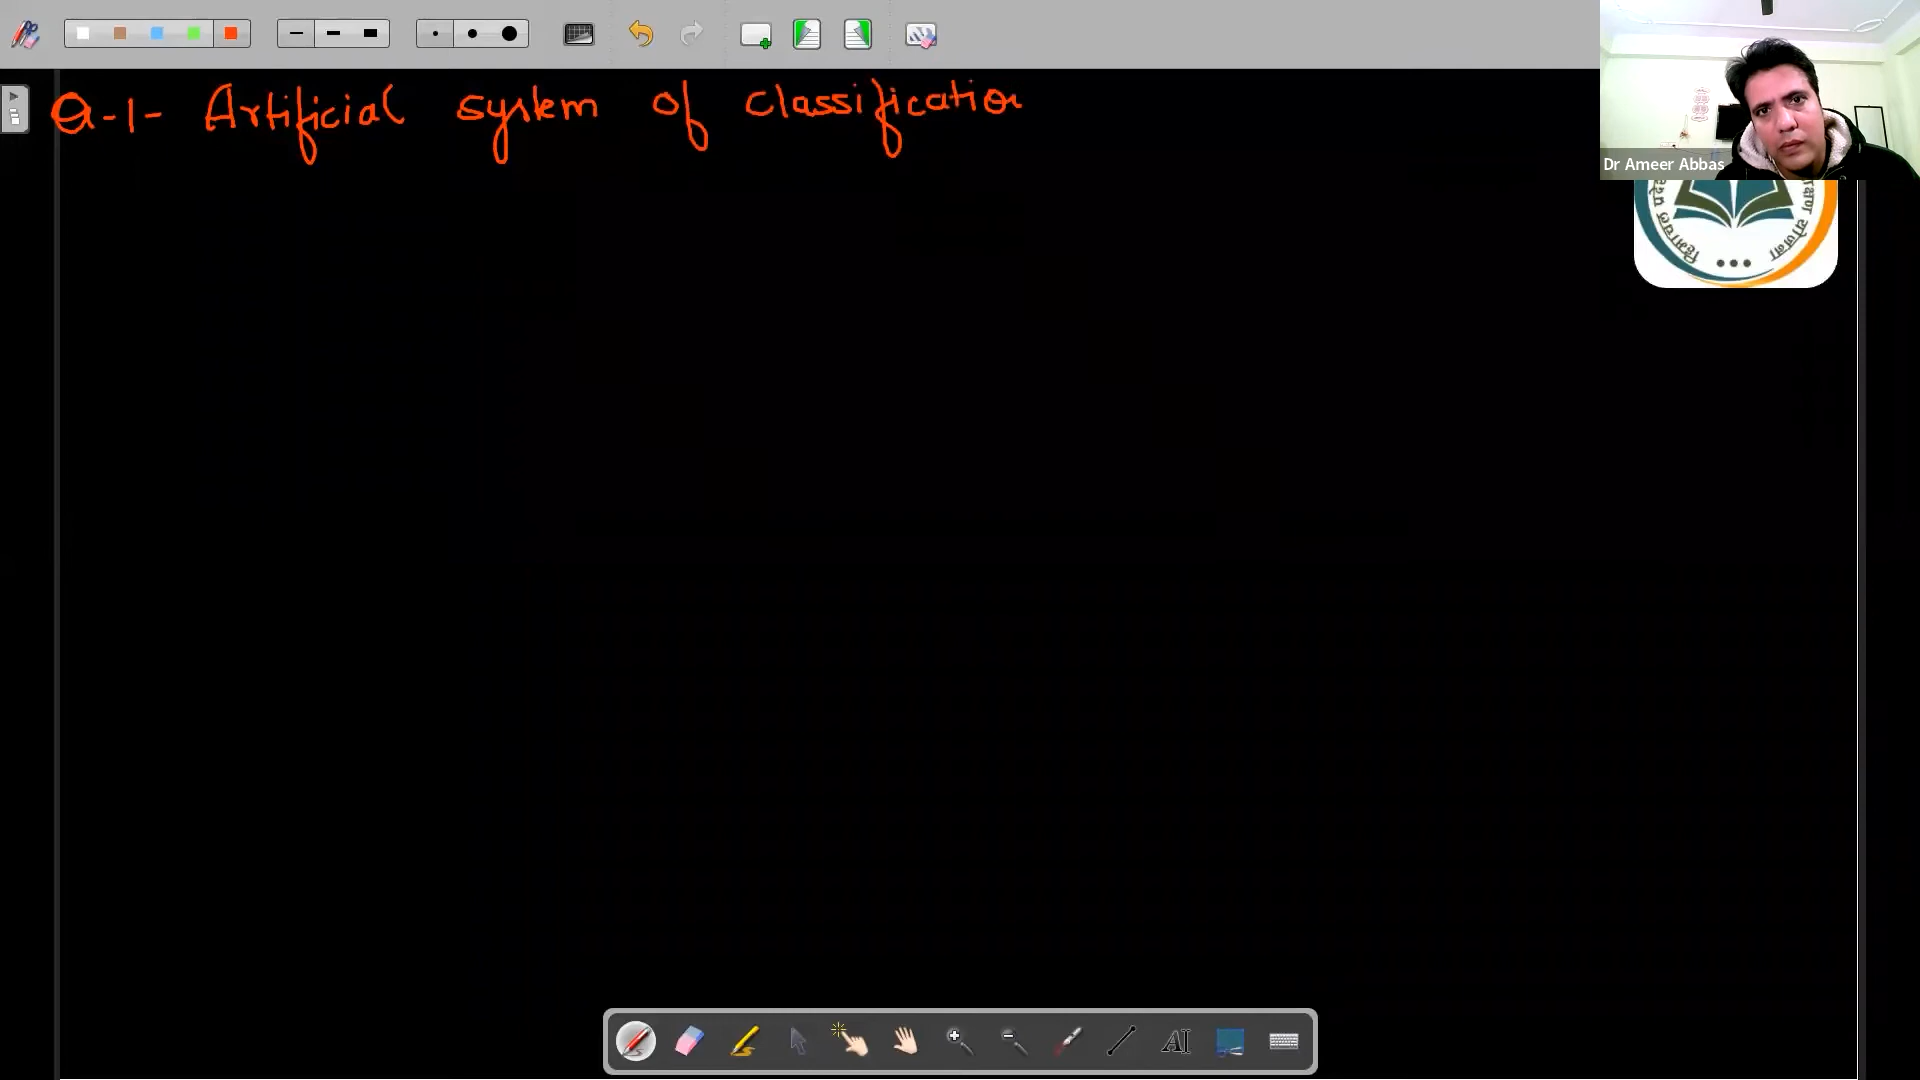 Q-1- Artificial system of classification
Dr Ameer Abbas